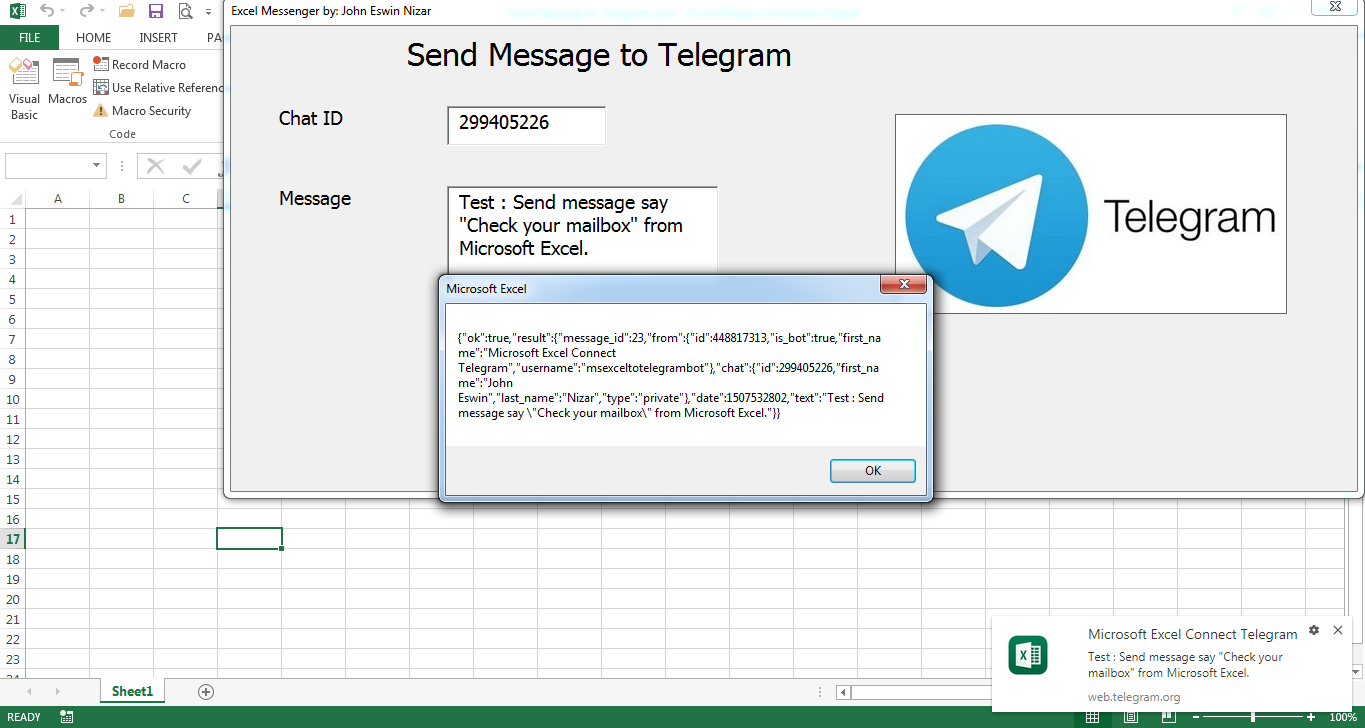 Excel Messenger by: John Eswin Nizar
FILE
HOME
INSERT
PA
Visual
Basic
Macros
Record Macro
Use Relative Referenc
Macro Security
Code
Send Message to Telegram
Chat ID
299405226
Message
Test : Send message say
"Check your mailbox" from
Microsoft Excel.
Telegram
Microsoft Excel
{"ok":true,"result":{"message_id":23,"from":{"id":448817313,"is_bot":true,"first_na
me":"Microsoft Excel Connect
Telegram","username":"msexceltotelegrambot"},"chat":{"id":299405226,"first_na
me":"John
Eswin","last_name":"Nizar","type":"private"},"date":1507532802,"text":"Test : Send
message say \"Check your mailbox\" from Microsoft Excel."}}
OK
A B C
1
2
3
4
5
6
7
8
9
10
11
12
13
14
15
16
17
18
19
20
21
22
23
Microsoft Excel Connect Telegram
Test : Send message say "Check your
mailbox" from Microsoft Excel.
web.telegram.org
Sheet1
READY
100%